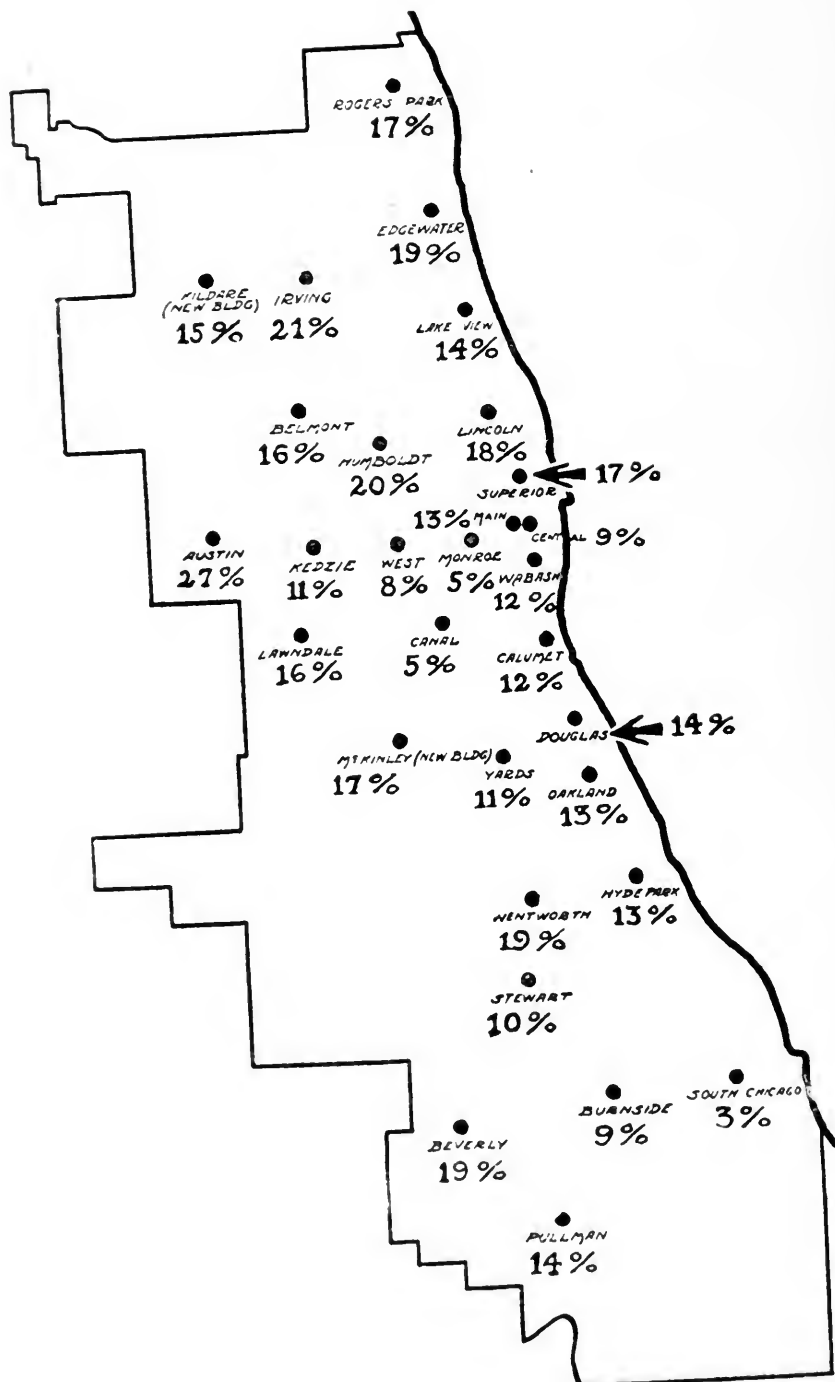 ROGERS PARK
17%
EDGEWATER
19%
KILDARE
(NEW BLDG)
15%
IRVING
21%
LAKE VIEW
14%
BELMONT
16%
HUMBOLDT
20%
LINCOLN
18%
SUPERIOR
17%
13% MAIN
CENTRAL 9%
AUSTIN
27%
KEDZIE
11%
WEST
8%
MONROE
5%
WABASH
12%
LAWNDALE
16%
CANAL
5%
CALUMET
12%
DOUGLAS
14%
McKINLEY (NEW BLDG)
17%
YARDS
11%
OAKLAND
13%
HYDE PARK
13%
WENTWORTH
19%
STEWART
10%
SOUTH CHICAGO
3%
BURNSIDE
9%
BEVERLY
19%
PULLMAN
14%